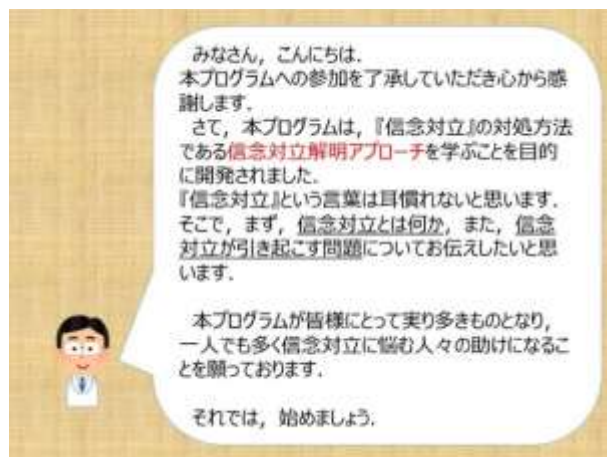 みなさん，こんにちは．
本プログラムへの参加を了承していただき心から感
謝します．
さて，本プログラムは，『信念対立』の対処方法
である信念対立解明アプローチを学ぶことを目的
に開発されました．
『信念対立』という言葉は耳慣れないと思います．
そこで，まず，信念対立とは何か，また，信念
対立が引き起こす問題についてお伝えしたいと思
います．
本プログラムが皆様にとって実り多きものとなり，
一人でも多く信念対立に悩む人々の助けになるこ
とを願っております．
それでは，始めましょう．